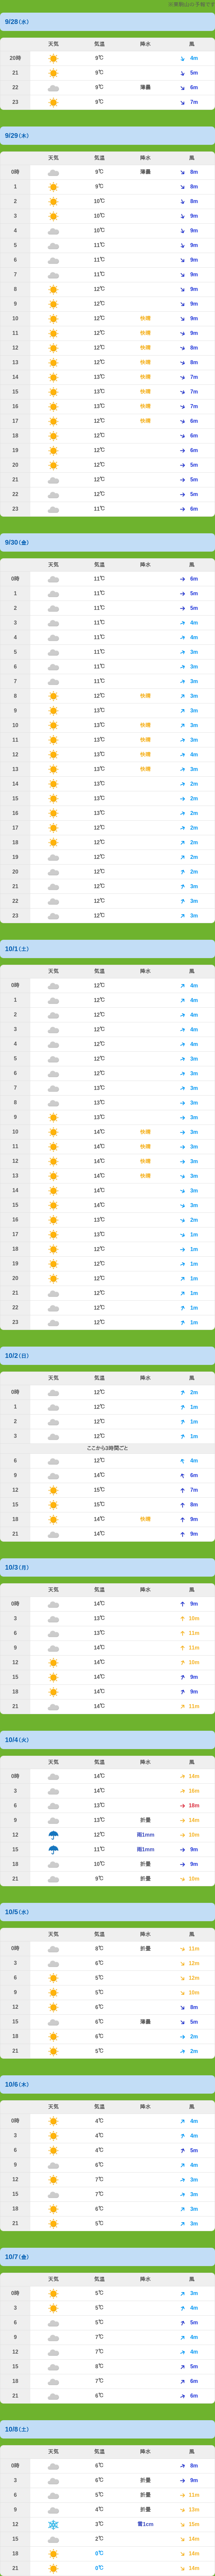 ※乗鞍山の予報です
9/28（水）
天気 気温 降水 風
20時 9℃ 4m
21 9℃ 5m
22 9℃ 薄曇 6m
23 9℃ 7m
9/29（木）
天気 気温 降水 風
0時 9℃ 薄曇 8m
1 9℃ 8m
2 10℃ 8m
3 10℃ 9m
4 10℃ 9m
5 11℃ 9m
6 11℃ 9m
7 11℃ 9m
8 12℃ 9m
9 12℃ 9m
10 12℃ 快晴 9m
11 12℃ 快晴 9m
12 12℃ 快晴 8m
13 12℃ 快晴 8m
14 13℃ 快晴 7m
15 13℃ 快晴 7m
16 13℃ 快晴 7m
17 12℃ 快晴 6m
18 12℃ 6m
19 12℃ 6m
20 12℃ 5m
21 12℃ 5m
22 12℃ 5m
23 11℃ 6m
9/30（金）
天気 気温 降水 風
0時 11℃ 6m
1 11℃ 5m
2 11℃ 5m
3 11℃ 4m
4 11℃ 4m
5 11℃ 3m
6 11℃ 3m
7 11℃ 3m
8 12℃ 快晴 3m
9 13℃ 3m
10 13℃ 快晴 3m
11 13℃ 快晴 3m
12 13℃ 快晴 4m
13 13℃ 快晴 3m
14 13℃ 2m
15 13℃ 2m
16 13℃ 2m
17 12℃ 2m
18 12℃ 2m
19 12℃ 2m
20 12℃ 2m
21 12℃ 3m
22 12℃ 3m
23 12℃ 3m
10/1（土）
天気 気温 降水 風
0時 12℃ 4m
1 12℃ 4m
2 12℃ 4m
3 12℃ 4m
4 12℃ 4m
5 12℃ 3m
6 12℃ 3m
7 13℃ 3m
8 13℃ 3m
9 13℃ 3m
10 14℃ 快晴 3m
11 14℃ 快晴 3m
12 14℃ 快晴 3m
13 14℃ 快晴 3m
14 14℃ 3m
15 14℃ 3m
16 13℃ 2m
17 13℃ 1m
18 12℃ 1m
19 12℃ 1m
20 12℃ 1m
21 12℃ 1m
22 12℃ 1m
23 12℃ 1m
10/2（日）
天気 気温 降水 風
0時 12℃ 2m
1 12℃ 1m
2 12℃ 1m
3 12℃ 1m
ここから3時間ごと
6 12℃ 4m
9 14℃ 6m
12 15℃ 7m
15 15℃ 8m
18 14℃ 快晴 9m
21 14℃ 9m
10/3（月）
天気 気温 降水 風
0時 14℃ 9m
3 13℃ 10m
6 13℃ 11m
9 14℃ 11m
12 14℃ 10m
15 14℃ 9m
18 14℃ 9m
21 14℃ 11m
10/4（火）
天気 気温 降水 風
0時 14℃ 14m
3 14℃ 16m
6 13℃ 18m
9 13℃ 折曇 14m
12 12℃ 雨1mm 10m
15 11℃ 雨1mm 9m
18 10℃ 折曇 9m
21 9℃ 折曇 10m
10/5（水）
天気 気温 降水 風
0時 8℃ 折曇 11m
3 6℃ 12m
6 5℃ 12m
9 5℃ 10m
12 6℃ 8m
15 6℃ 薄曇 5m
18 6℃ 2m
21 5℃ 2m
10/6（木）
天気 気温 降水 風
0時 4℃ 4m
3 4℃ 4m
6 4℃ 5m
9 6℃ 4m
12 7℃ 3m
15 7℃ 3m
18 6℃ 3m
21 5℃ 3m
10/7（金）
天気 気温 降水 風
0時 5℃ 3m
3 5℃ 4m
6 5℃ 5m
9 7℃ 4m
12 7℃ 4m
15 8℃ 5m
18 7℃ 6m
21 6℃ 6m
10/8（土）
天気 気温 降水 風
0時 6℃ 8m
3 6℃ 折曇 9m
6 5℃ 折曇 11m
9 4℃ 折曇 13m
12 3℃ 雪1cm 15m
15 2℃ 14m
18 0℃ 14m
21 0℃ 14m